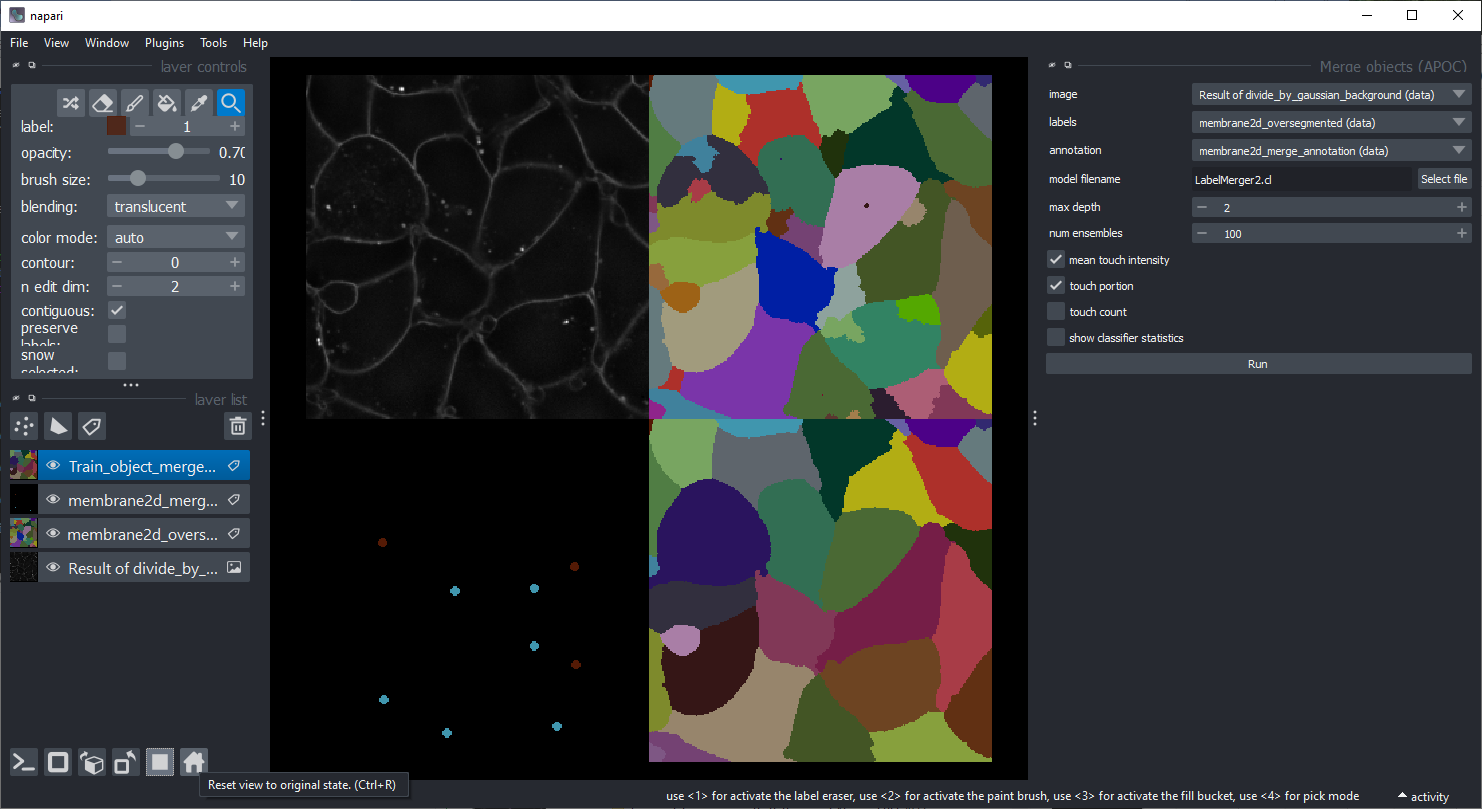 napari
File View Window Plugins Tools Help
layer controls
label: 1
opacity: 0.70
brush size: 10
blending: translucent
color mode: auto
contour: 0
n edit dim: 2
contiguous:
preserve
labels:
show
selected:
layer list
Train_object_merge...
membrane2d_merg...
membrane2d_overs...
Result of divide_by_...
Reset view to original state. (Ctrl+R)
Merge objects (APOC)
image Result of divide_by_gaussian_background (data)
labels membrane2d_oversegmented (data)
annotation membrane2d_merge_annotation (data)
model filename LabelMerger2.cl Select file
max depth 2
num ensembles 100
mean touch intensity
touch portion
touch count
show classifier statistics
Run
use <1> for activate the label eraser, use <2> for activate the paint brush, use <3> for activate the fill bucket, use <4> for pick mode
activity